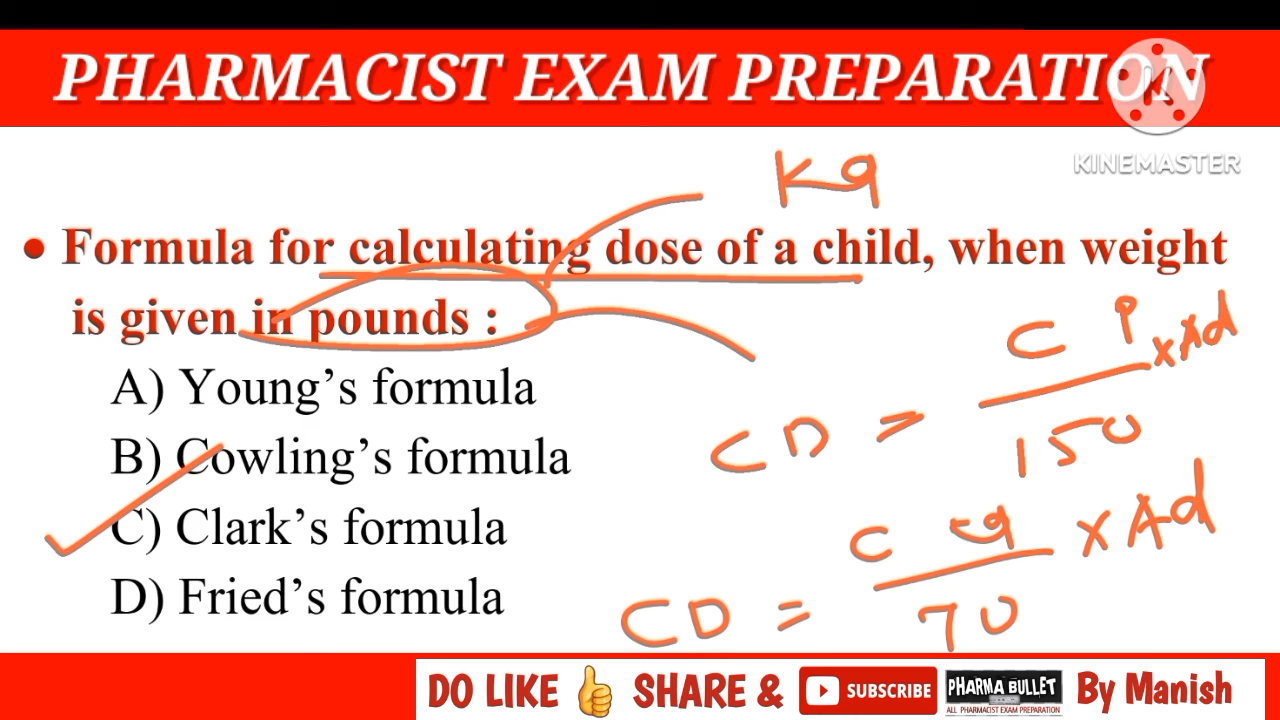 PHARMACIST EXAM PREPARATION
KINEMASTER
Kg
• Formula for calculating dose of a child, when weight
is given in pounds :
A) Young's formula
B) Cowling's formula
C) Clark's formula
D) Fried's formula
CD = C P / 150 × Ad
CD = C Kg / 70 × Ad
DO LIKE 👍 SHARE & SUBSCRIBE PHARMA BULLET By Manish
ALL PHARMACIST EXAM PREPARATION